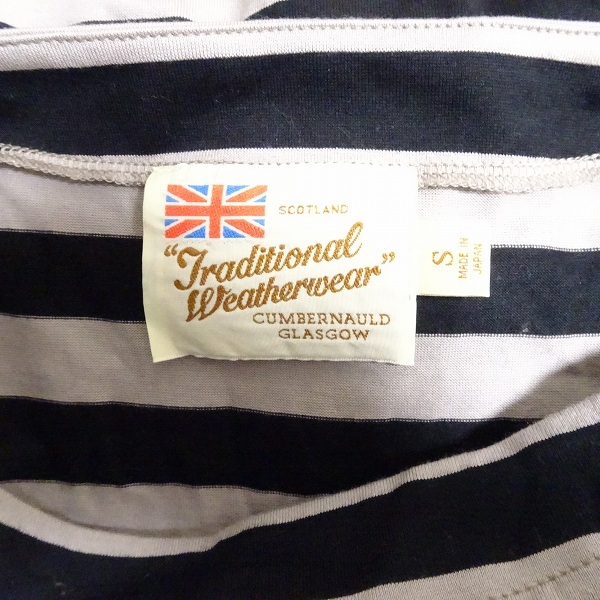 SCOTLAND
"Traditional
Weatherwear"
CUMBERNAULD
GLASGOW
S
MADE IN
JAPAN